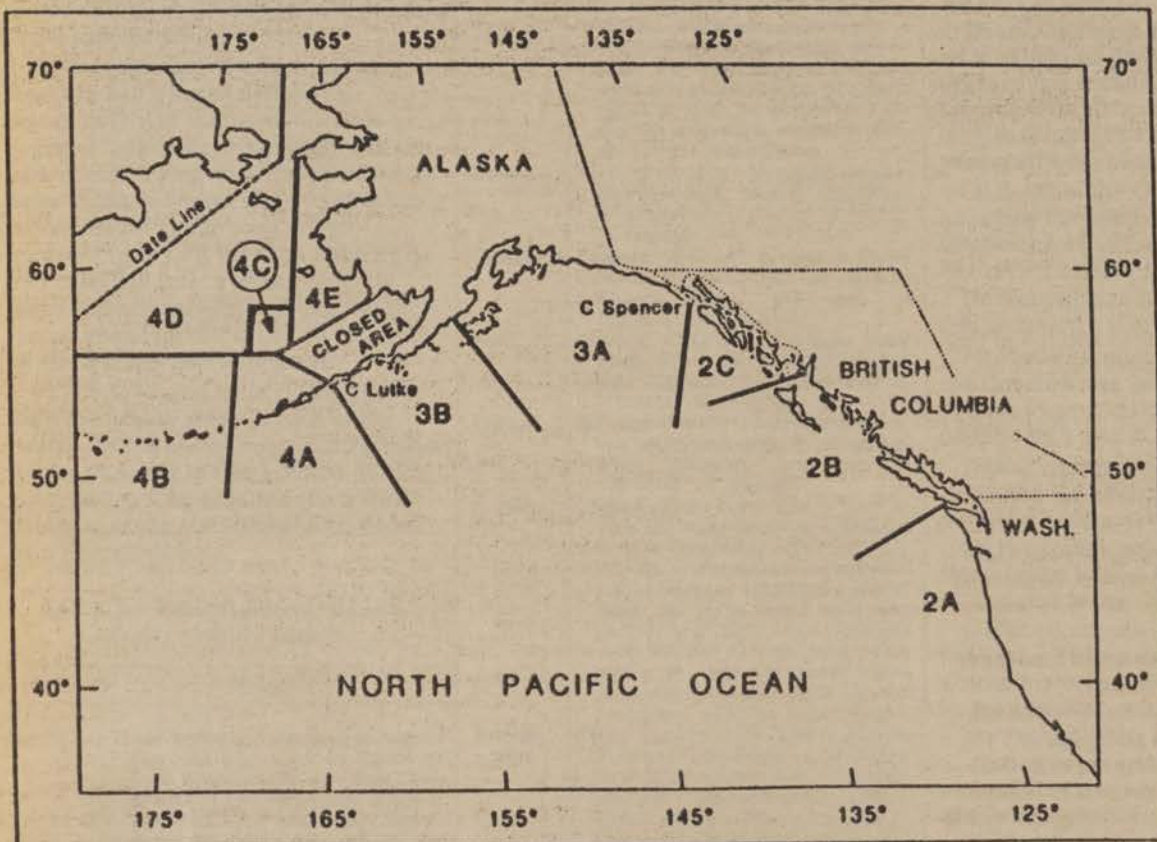 175° 165° 155° 145° 135° 125°
70° 70°
ALASKA
Date Line
60° 60°
4C
4E
4D
CLOSED AREA
C Spencer
3A
2C
BRITISH
COLUMBIA
C Lutke
3B
4A
4B
50° 50°
2B
WASH.
2A
40° 40°
NORTH PACIFIC OCEAN
175° 165° 155° 145° 135° 125°